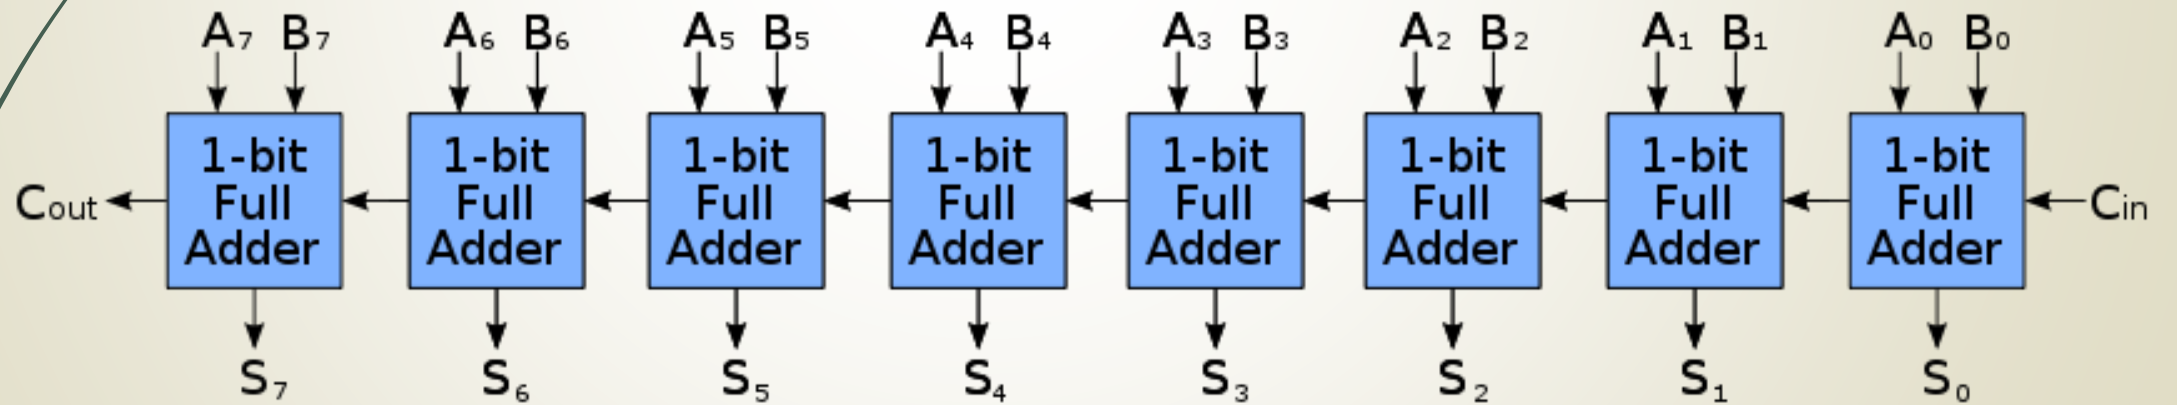 A₇ B₇ A₆ B₆ A₅ B₅ A₄ B₄ A₃ B₃ A₂ B₂ A₁ B₁ A₀ B₀
1-bit 1-bit 1-bit 1-bit 1-bit 1-bit 1-bit 1-bit
Cout Full Full Full Full Full Full Full Full Cin
Adder Adder Adder Adder Adder Adder Adder Adder
S₇ S₆ S₅ S₄ S₃ S₂ S₁ S₀